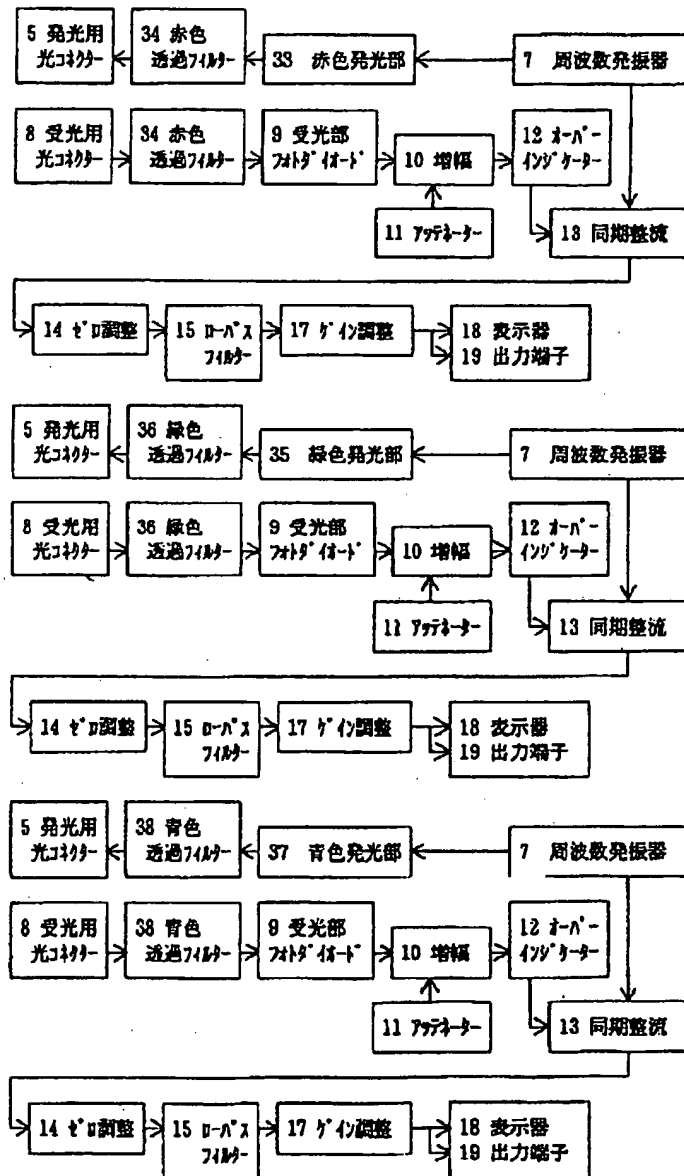 5 発光用
光コネクター
34 赤色
透過フィルター
33 赤色発光部
7 周波数発振器
8 受光用
光コネクター
34 赤色
透過フィルター
9 受光部
フォトダイオード
10 増幅
12 オーバー
インジケーター
11 アッテネーター
13 同期整流
14 ゼロ調整
15 ローパス
フィルター
17 ゲイン調整
18 表示器
19 出力端子
5 発光用
光コネクター
36 緑色
透過フィルター
35 緑色発光部
7 周波数発振器
8 受光用
光コネクター
36 緑色
透過フィルター
9 受光部
フォトダイオード
10 増幅
12 オーバー
インジケーター
11 アッテネーター
13 同期整流
14 ゼロ調整
15 ローパス
フィルター
17 ゲイン調整
18 表示器
19 出力端子
5 発光用
光コネクター
38 青色
透過フィルター
37 青色発光部
7 周波数発振器
8 受光用
光コネクター
38 青色
透過フィルター
9 受光部
フォトダイオード
10 増幅
12 オーバー
インジケーター
11 アッテネーター
13 同期整流
14 ゼロ調整
15 ローパス
フィルター
17 ゲイン調整
18 表示器
19 出力端子